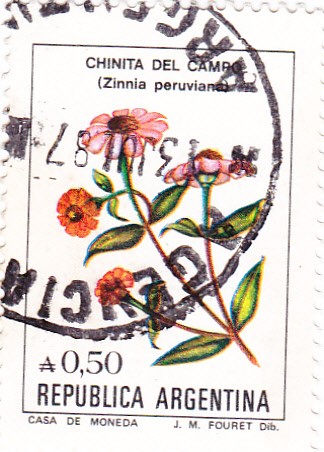 CHINITA DEL CAMPO
(Zinnia peruviana)
₳0,50
REPUBLICA ARGENTINA
CASA DE MONEDA J. M. FOURET Dib.